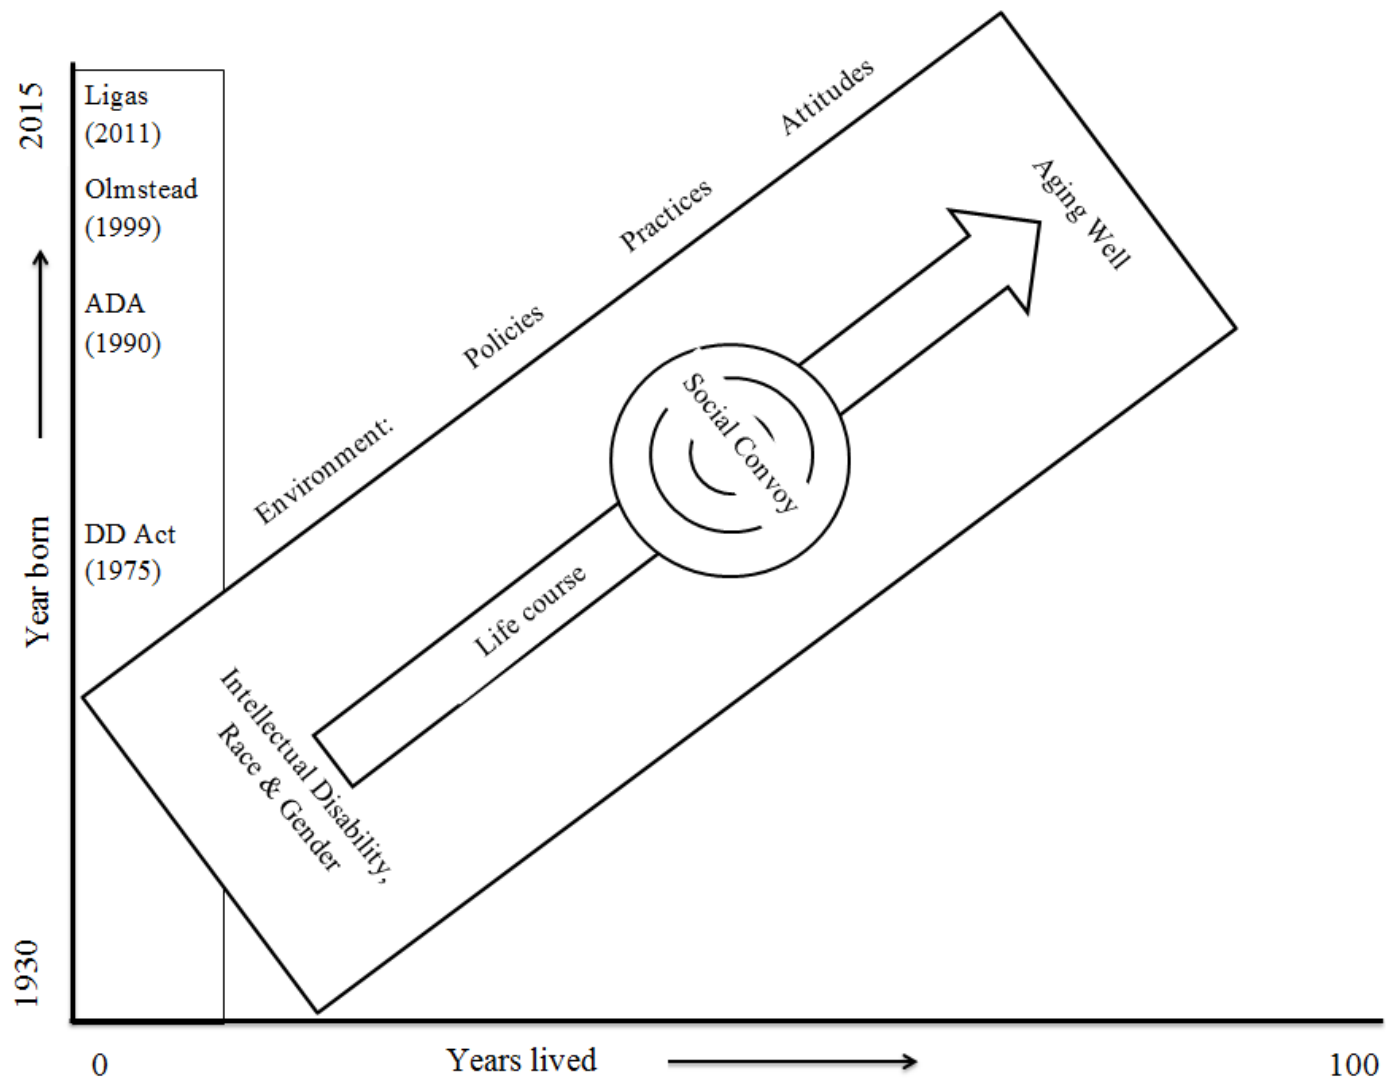 2015
Year born
1930
Ligas
(2011)
Olmstead
(1999)
ADA
(1990)
DD Act
(1975)
Environment:
Policies
Practices
Attitudes
Intellectual Disability,
Race & Gender
Life course
Social Convoy
Aging Well
0
Years lived
100